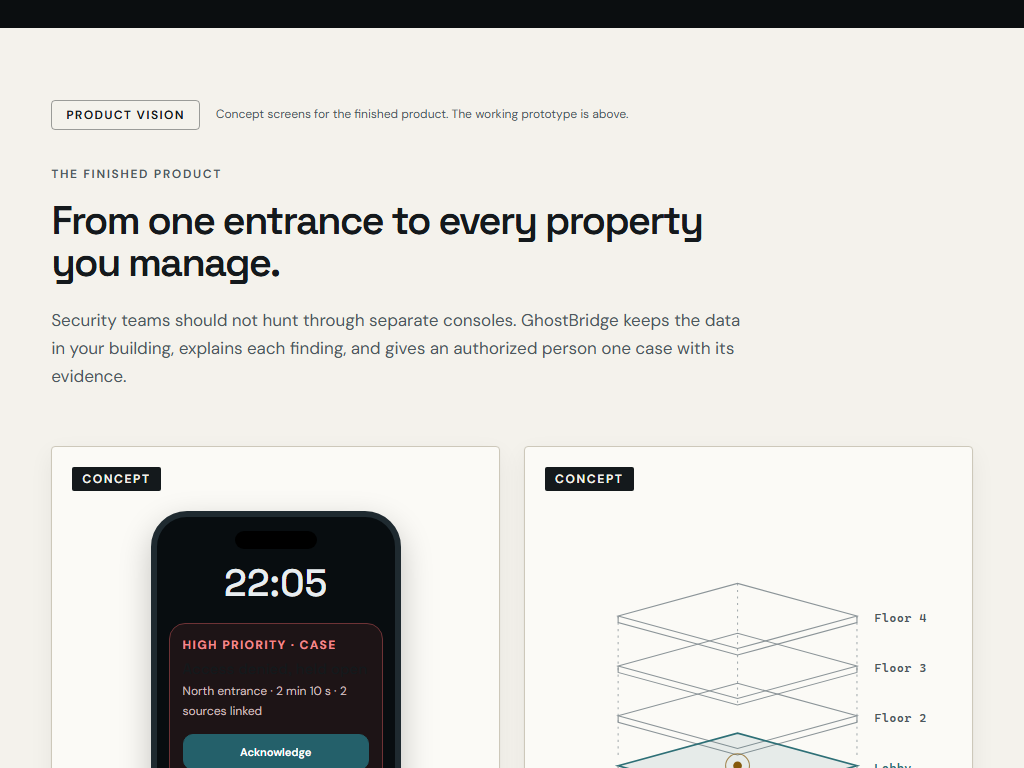 PRODUCT VISION
Concept screens for the finished product. The working prototype is above.
THE FINISHED PRODUCT
From one entrance to every property
you manage.
Security teams should not hunt through separate consoles. GhostBridge keeps the data
in your building, explains each finding, and gives an authorized person one case with its
evidence.
CONCEPT
22:05
HIGH PRIORITY · CASE
North entrance · 2 min 10 s · 2
sources linked
Acknowledge
CONCEPT
Floor 4
Floor 3
Floor 2
Lobby